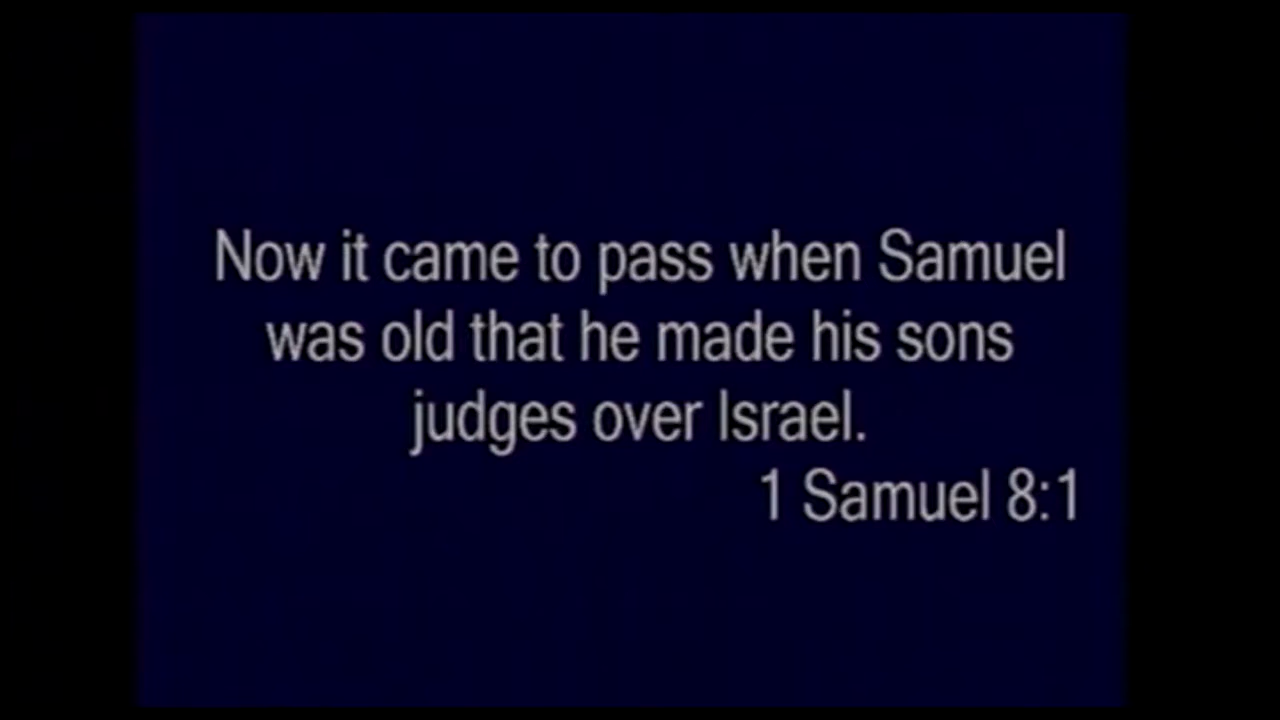 Now it came to pass when Samuel
was old that he made his sons
judges over Israel.
1 Samuel 8:1